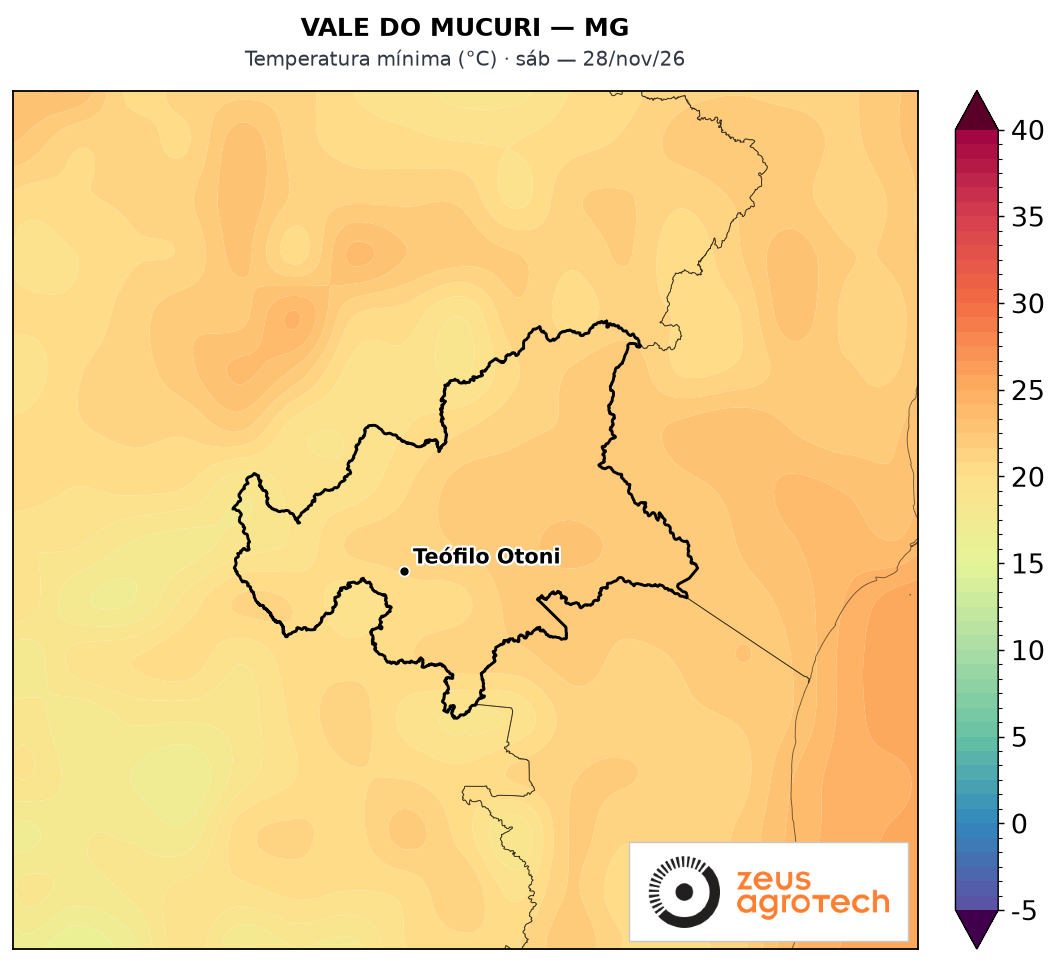 VALE DO MUCURI — MG
Temperatura mínima (°C) · sáb — 28/nov/26
40
35
30
25
20
15
10
5
0
-5
Teófilo Otoni
zeus
agrotech